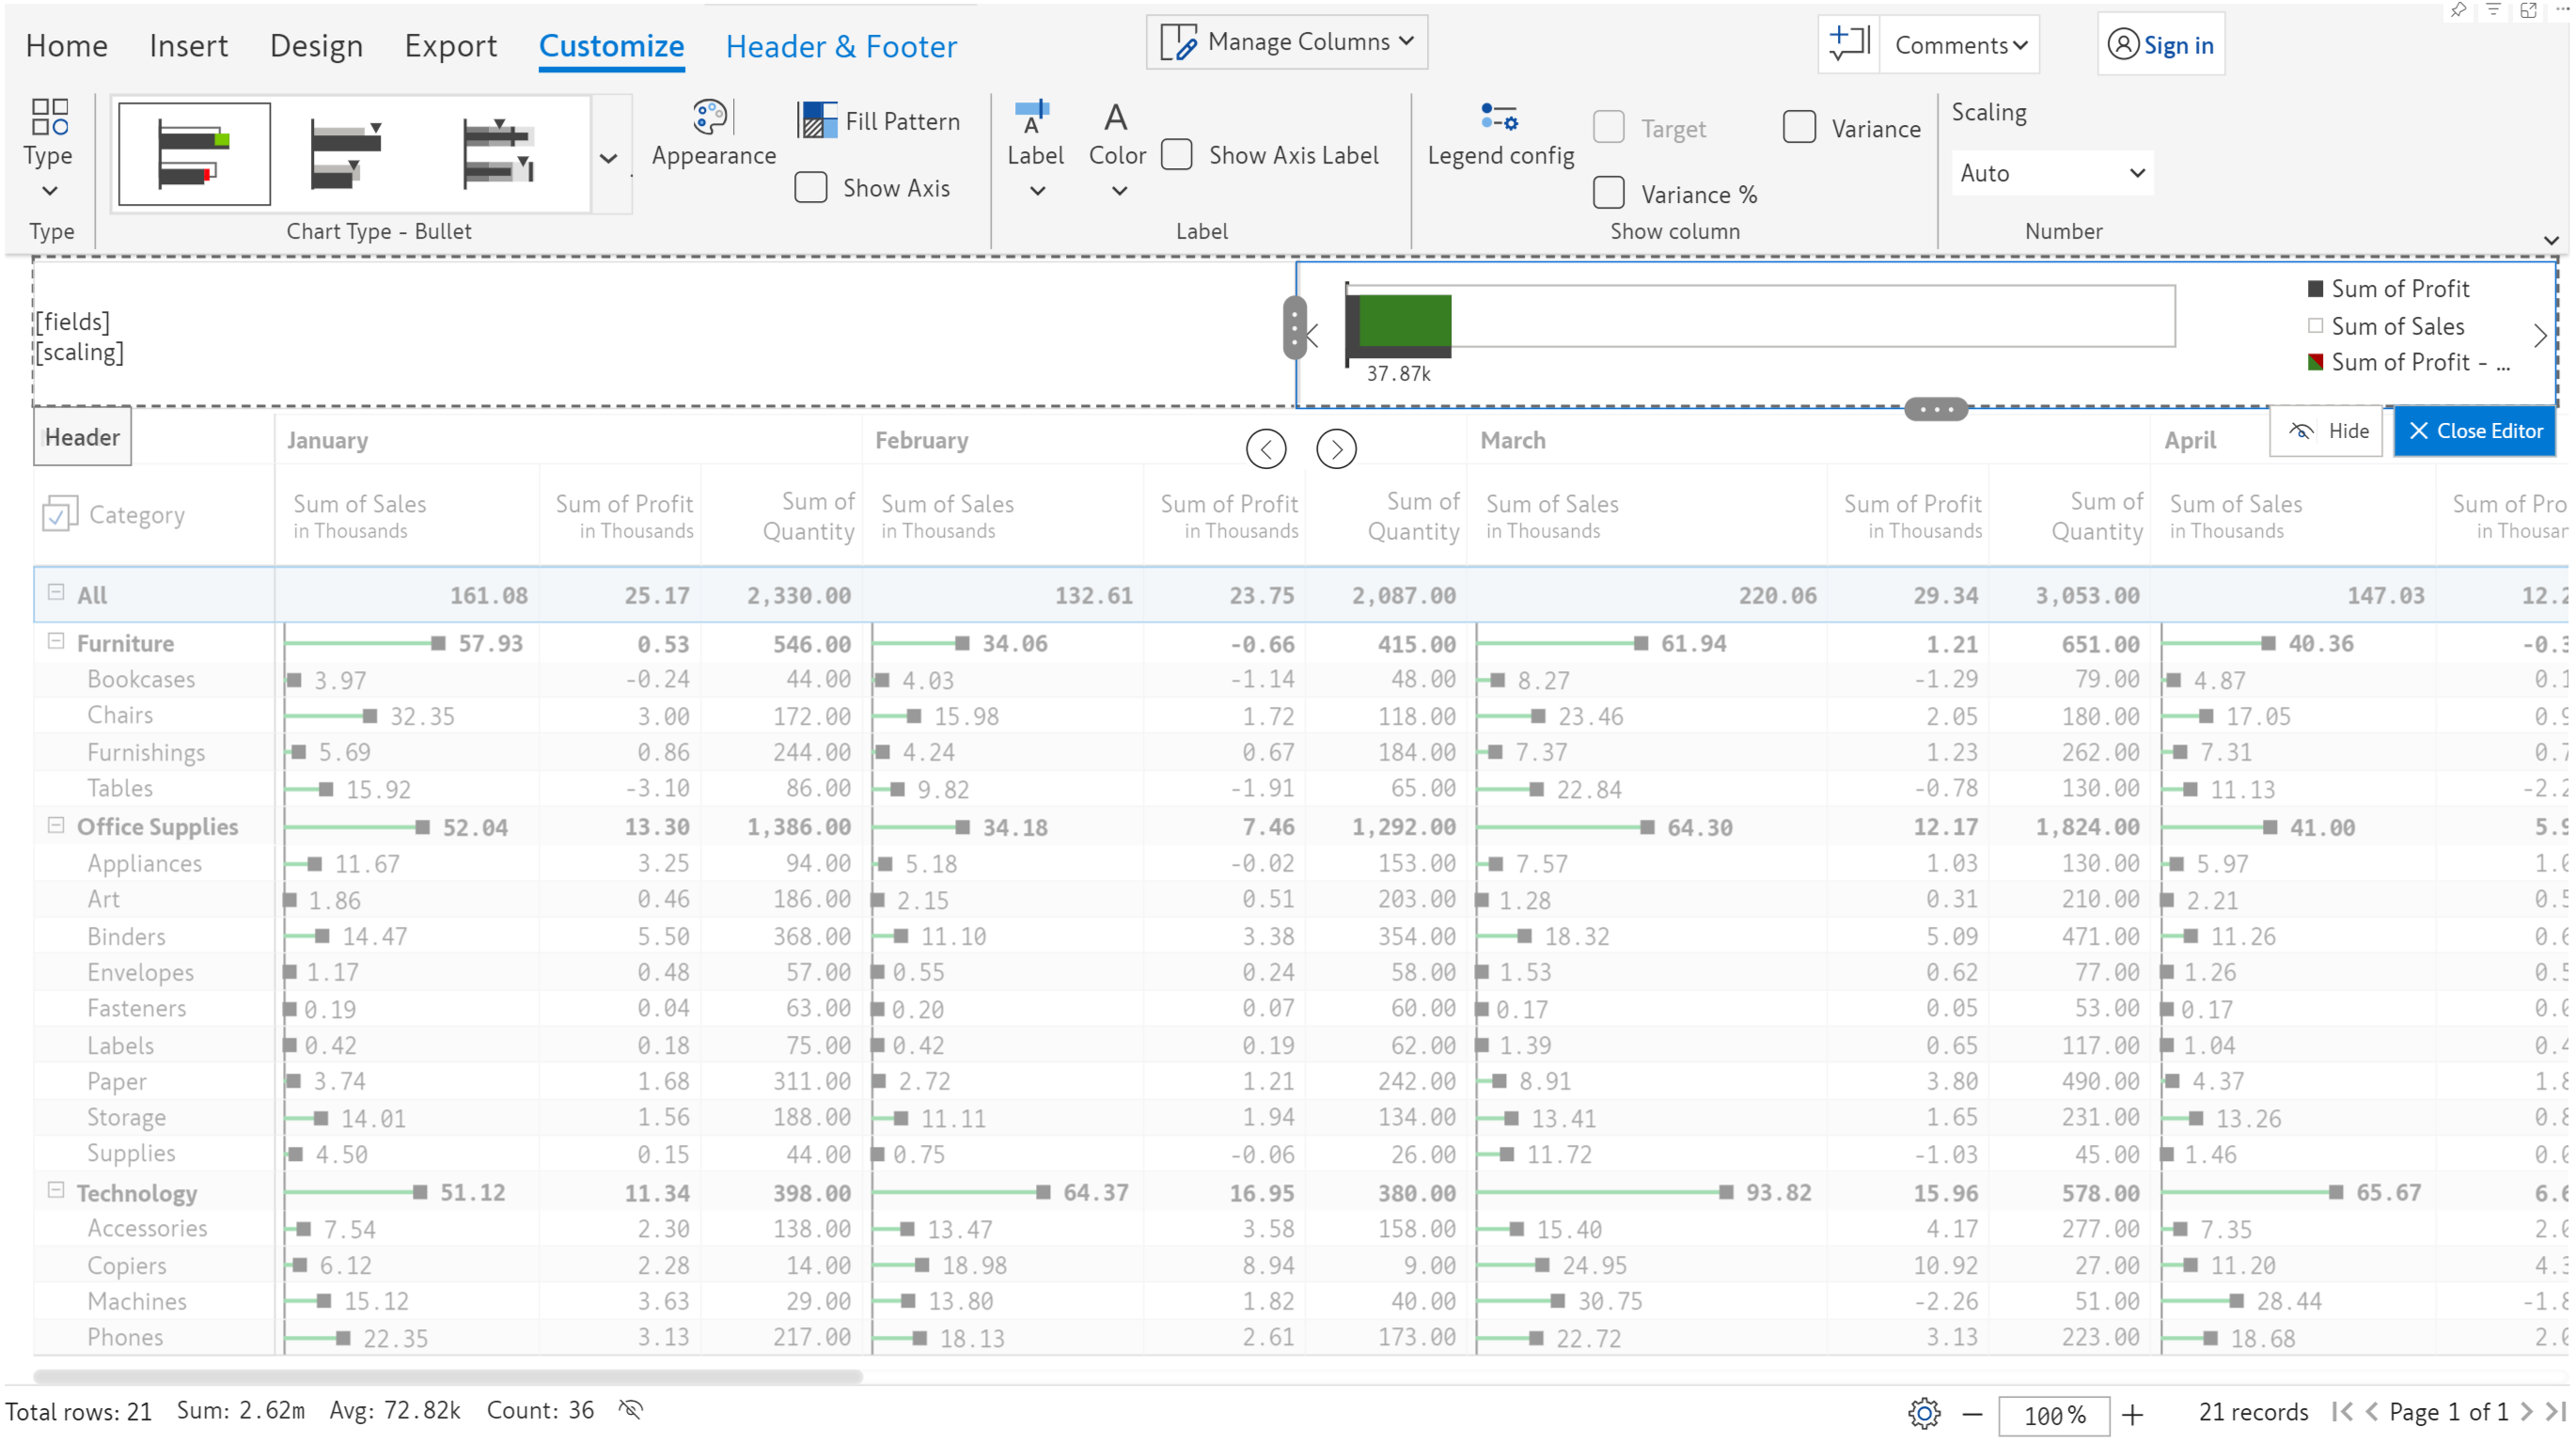 Home Insert Design Export Customize Header & Footer Manage Columns Comments Sign in
Type Appearance Fill Pattern Show Axis Label Color Show Axis Label Legend config Target Variance Variance % Scaling Auto
Type Chart Type - Bullet Label Show column Number
[fields]
[scaling]
37.87k
Sum of Profit
Sum of Sales
Sum of Profit - ...
Header January February March April Hide Close Editor
Category Sum of Sales in Thousands Sum of Profit in Thousands Sum of Quantity Sum of Sales in Thousands Sum of Profit in Thousands Sum of Quantity Sum of Sales in Thousands Sum of Profit in Thousands Sum of Quantity Sum of Sales in Thousands Sum of Pro
All 161.08 25.17 2,330.00 132.61 23.75 2,087.00 220.06 29.34 3,053.00 147.03 12.2
Furniture 57.93 0.53 546.00 34.06 -0.66 415.00 61.94 1.21 651.00 40.36 -0.3
Bookcases 3.97 -0.24 44.00 4.03 -1.14 48.00 8.27 -1.29 79.00 4.87 0.1
Chairs 32.35 3.00 172.00 15.98 1.72 118.00 23.46 2.05 180.00 17.05 0.9
Furnishings 5.69 0.86 244.00 4.24 0.67 184.00 7.37 1.23 262.00 7.31 0.7
Tables 15.92 -3.10 86.00 9.82 -1.91 65.00 22.84 -0.78 130.00 11.13 -2.2
Office Supplies 52.04 13.30 1,386.00 34.18 7.46 1,292.00 64.30 12.17 1,824.00 41.00 5.9
Appliances 11.67 3.25 94.00 5.18 -0.02 153.00 7.57 1.03 130.00 5.97 1.0
Art 1.86 0.46 186.00 2.15 0.51 203.00 1.28 0.31 210.00 2.21 0.5
Binders 14.47 5.50 368.00 11.10 3.38 354.00 18.32 5.09 471.00 11.26 0.6
Envelopes 1.17 0.48 57.00 0.55 0.24 58.00 1.53 0.62 77.00 1.26 0.5
Fasteners 0.19 0.04 63.00 0.20 0.07 60.00 0.17 0.05 53.00 0.17 0.0
Labels 0.42 0.18 75.00 0.42 0.19 62.00 1.39 0.65 117.00 1.04 0.4
Paper 3.74 1.68 311.00 2.72 1.21 242.00 8.91 3.80 490.00 4.37 1.8
Storage 14.01 1.56 188.00 11.11 1.94 134.00 13.41 1.65 231.00 13.26 0.8
Supplies 4.50 0.15 44.00 0.75 -0.06 26.00 11.72 -1.03 45.00 1.46 0.0
Technology 51.12 11.34 398.00 64.37 16.95 380.00 93.82 15.96 578.00 65.67 6.6
Accessories 7.54 2.30 138.00 13.47 3.58 158.00 15.40 4.17 277.00 7.35 2.0
Copiers 6.12 2.28 14.00 18.98 8.94 9.00 24.95 10.92 27.00 11.20 4.3
Machines 15.12 3.63 29.00 13.80 1.82 40.00 30.75 -2.26 51.00 28.44 -1.8
Phones 22.35 3.13 217.00 18.13 2.61 173.00 22.72 3.13 223.00 18.68 2.0
Total rows: 21 Sum: 2.62m Avg: 72.82k Count: 36 100% 21 records Page 1 of 1